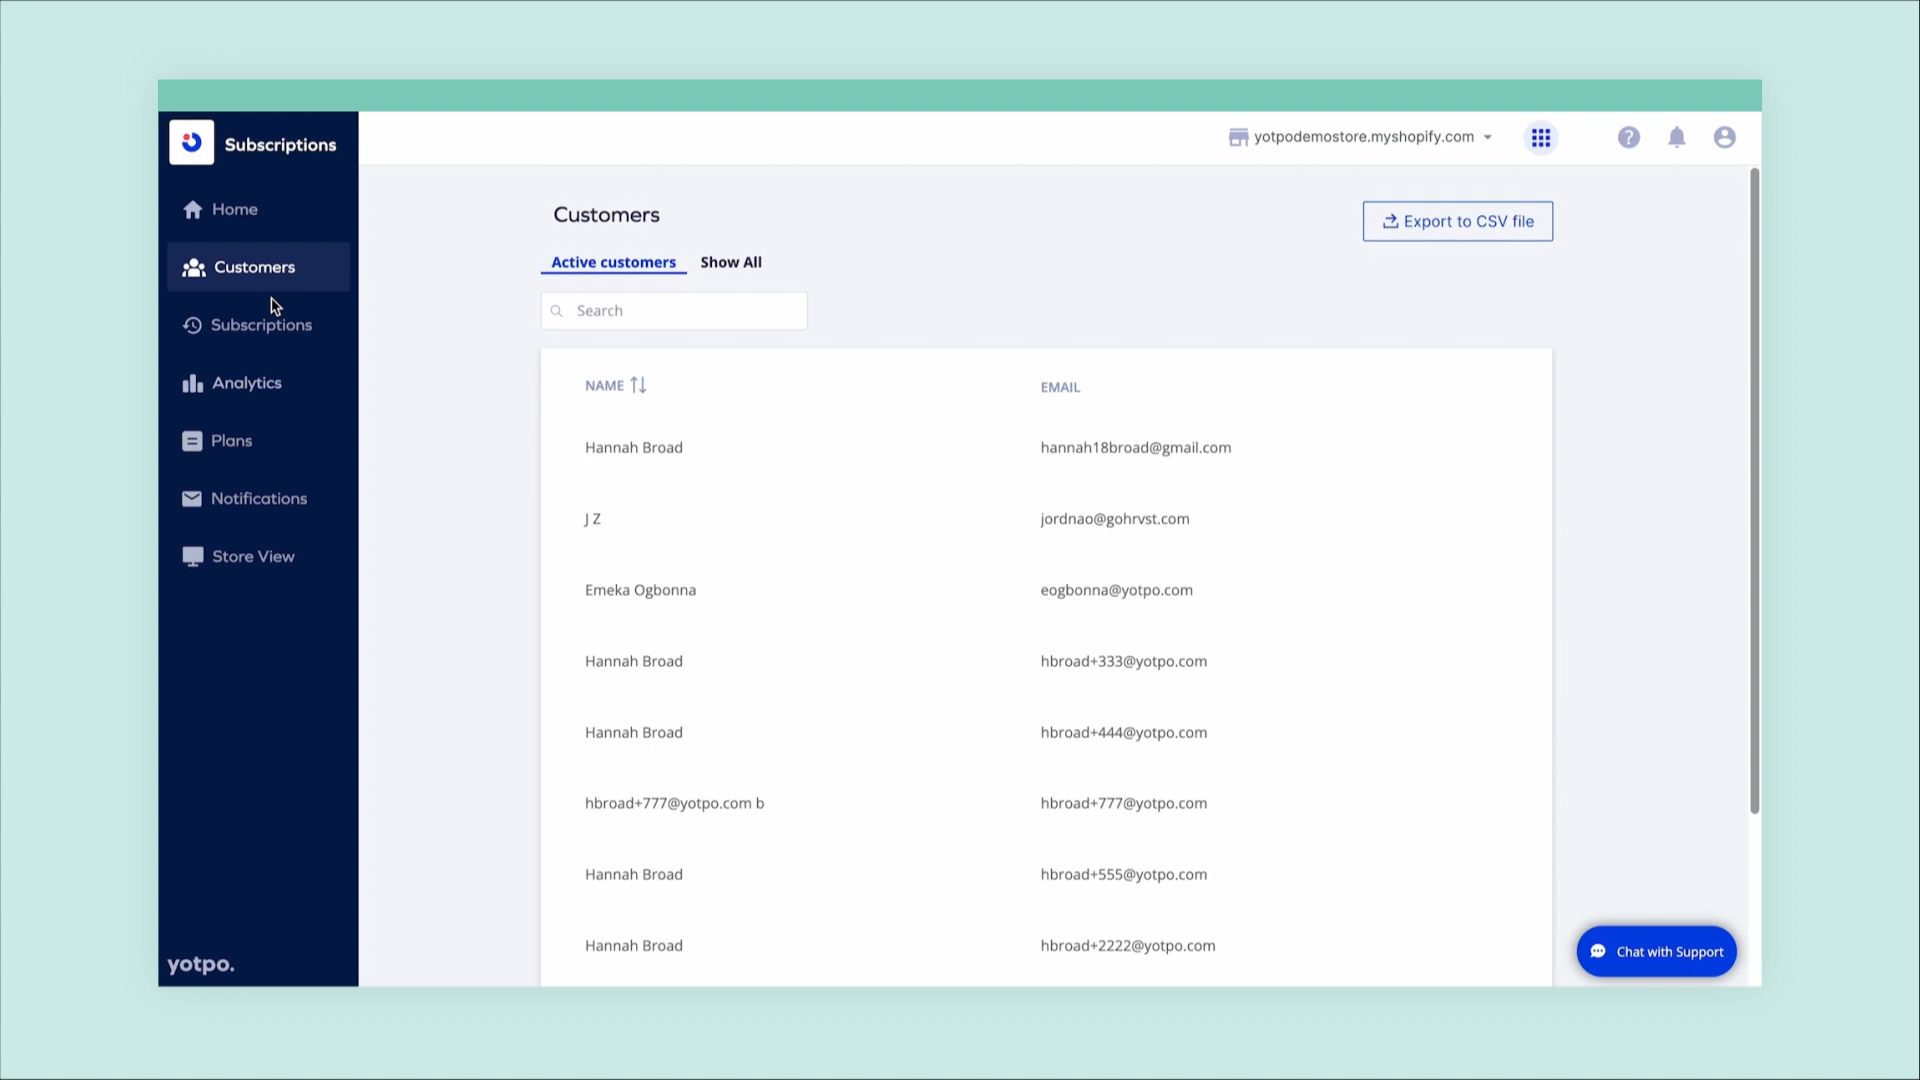 Subscriptions
yotpodemostore.myshopify.com
Home
Customers
Subscriptions
Analytics
Plans
Notifications
Store View
yotpo.
Customers
Export to CSV file
Active customers Show All
Search
NAME EMAIL
Hannah Broad hannah18broad@gmail.com
J Z jordnao@gohrvst.com
Emeka Ogbonna eogbonna@yotpo.com
Hannah Broad hbroad+333@yotpo.com
Hannah Broad hbroad+444@yotpo.com
hbroad+777@yotpo.com b hbroad+777@yotpo.com
Hannah Broad hbroad+555@yotpo.com
Hannah Broad hbroad+2222@yotpo.com
Chat with Support